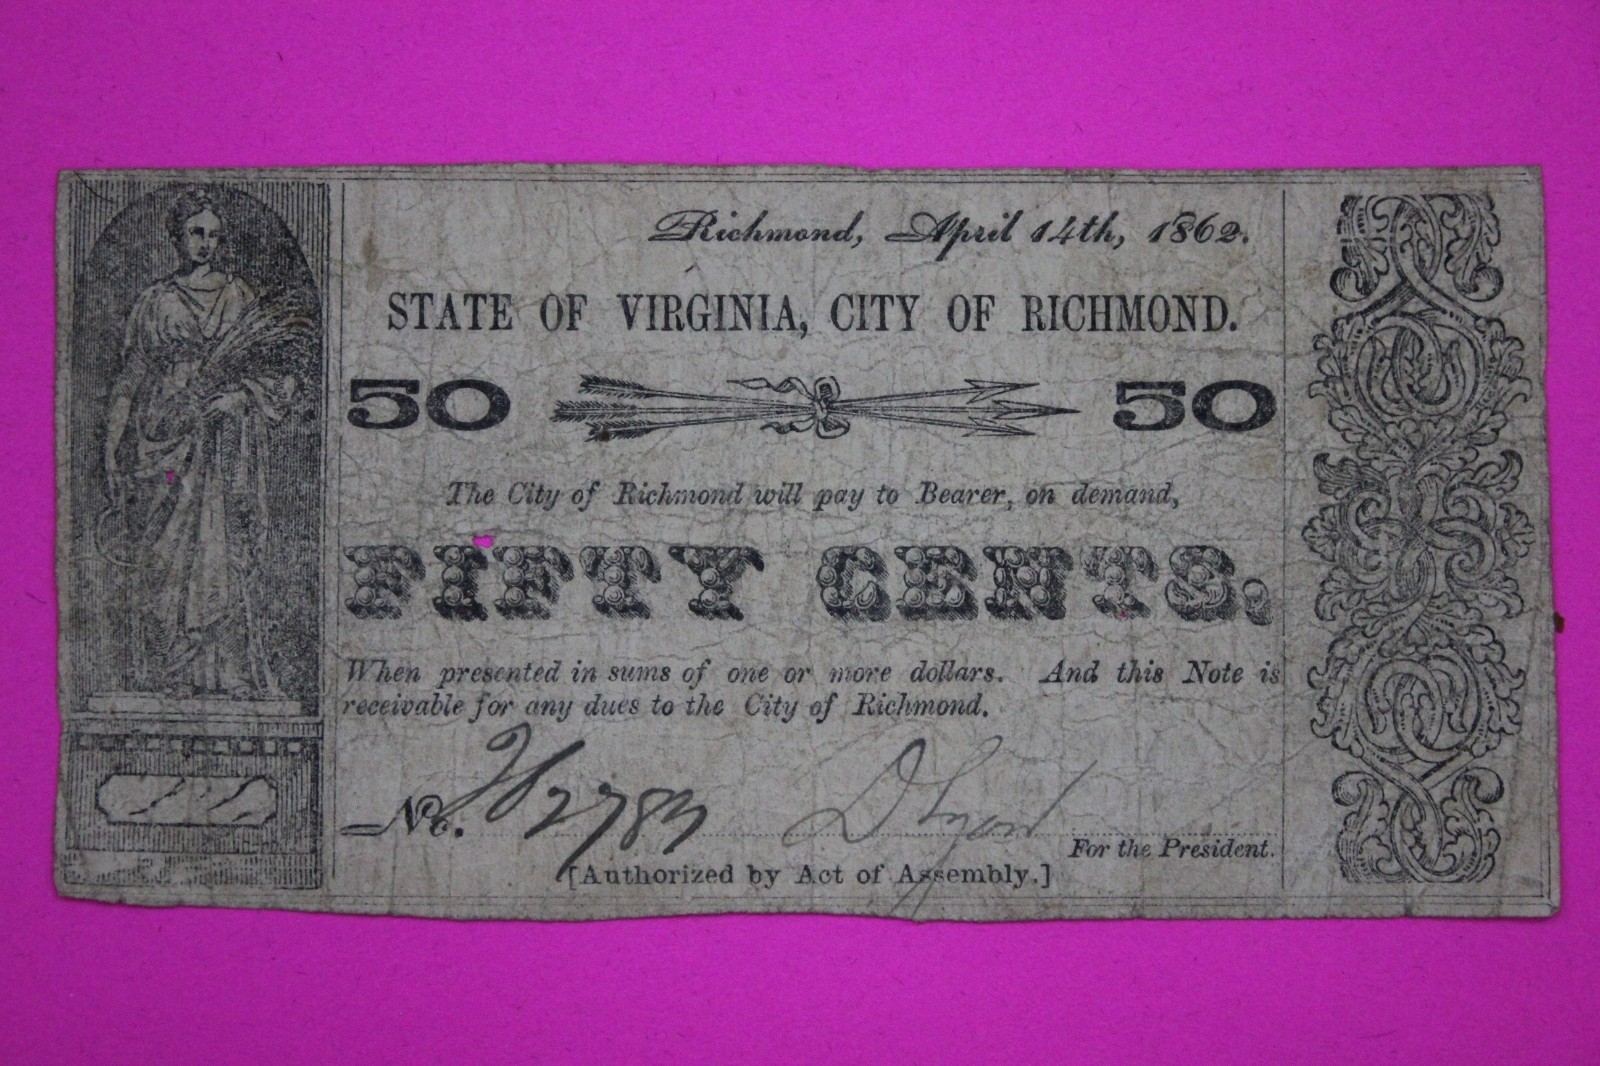 Richmond, April 14th, 1862.
STATE OF VIRGINIA, CITY OF RICHMOND.
50 50
The City of Richmond will pay to Bearer, on demand,
FIFTY CENTS,
When presented in sums of one or more dollars. And this Note is
receivable for any dues to the City of Richmond.
No. 2789
For the President.
[Authorized by Act of Assembly.]